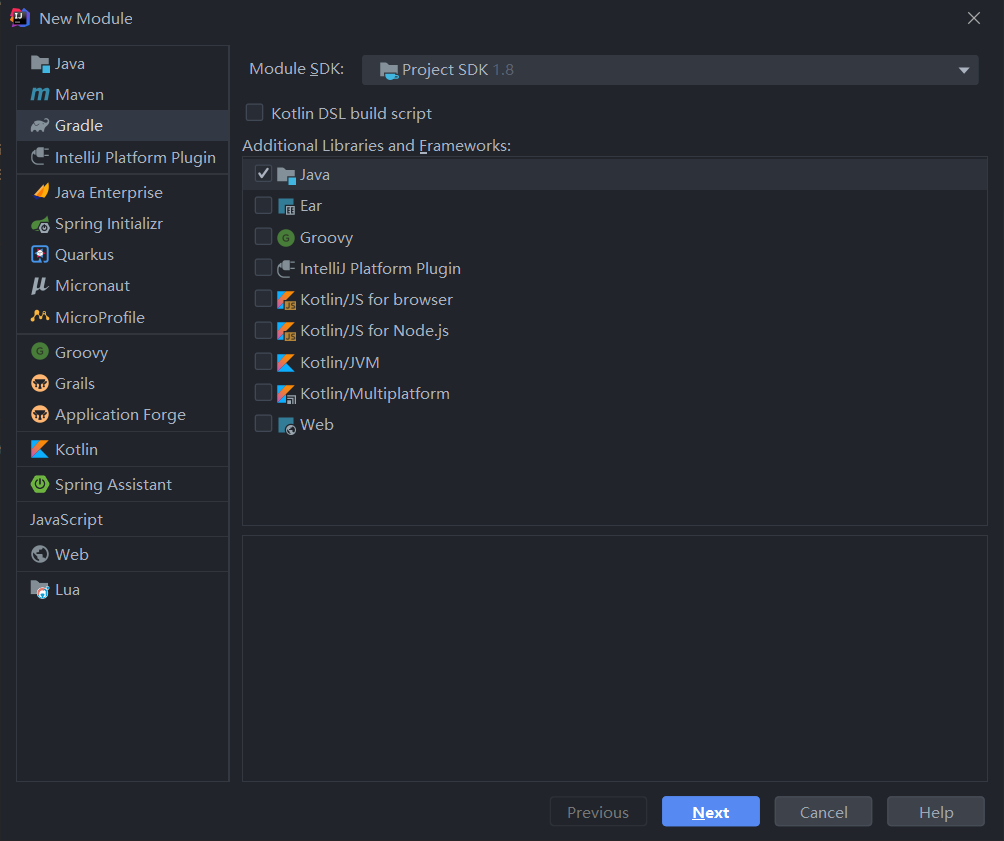 New Module
Java
Maven
Gradle
IntelliJ Platform Plugin
Java Enterprise
Spring Initializr
Quarkus
Micronaut
MicroProfile
Groovy
Grails
Application Forge
Kotlin
Spring Assistant
JavaScript
Web
Lua
Module SDK: Project SDK 1.8
Kotlin DSL build script
Additional Libraries and Frameworks:
Java
Ear
Groovy
IntelliJ Platform Plugin
Kotlin/JS for browser
Kotlin/JS for Node.js
Kotlin/JVM
Kotlin/Multiplatform
Web
Previous Next Cancel Help